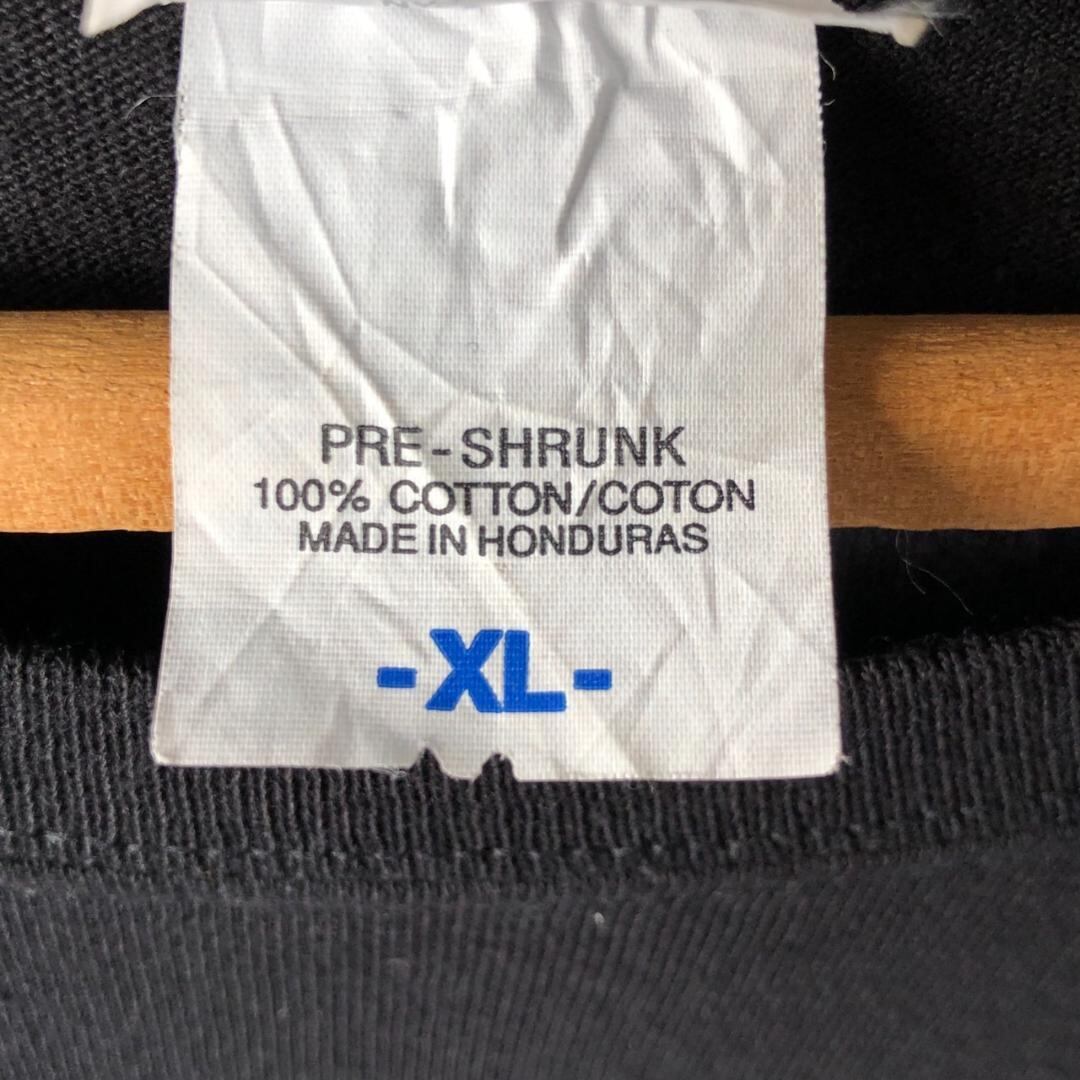 PRE-SHRUNK
100% COTTON/COTON
MADE IN HONDURAS
-XL-